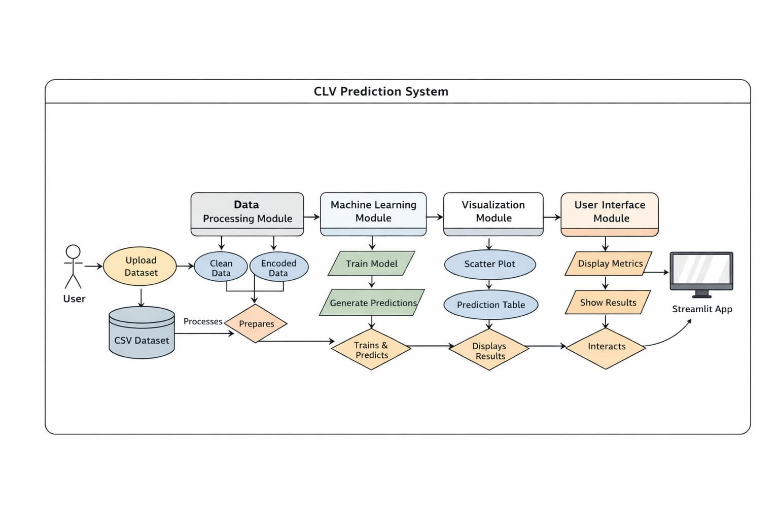 CLV Prediction System
Data
Processing Module
Machine Learning
Module
Visualization
Module
User Interface
Module
Upload
Dataset
Clean
Data
Encoded
Data
Train Model
Scatter Plot
Display Metrics
User
Generate Predictions
Prediction Table
Show Results
Streamlit App
CSV Dataset
Processes
Prepares
Trains &
Predicts
Displays
Results
Interacts